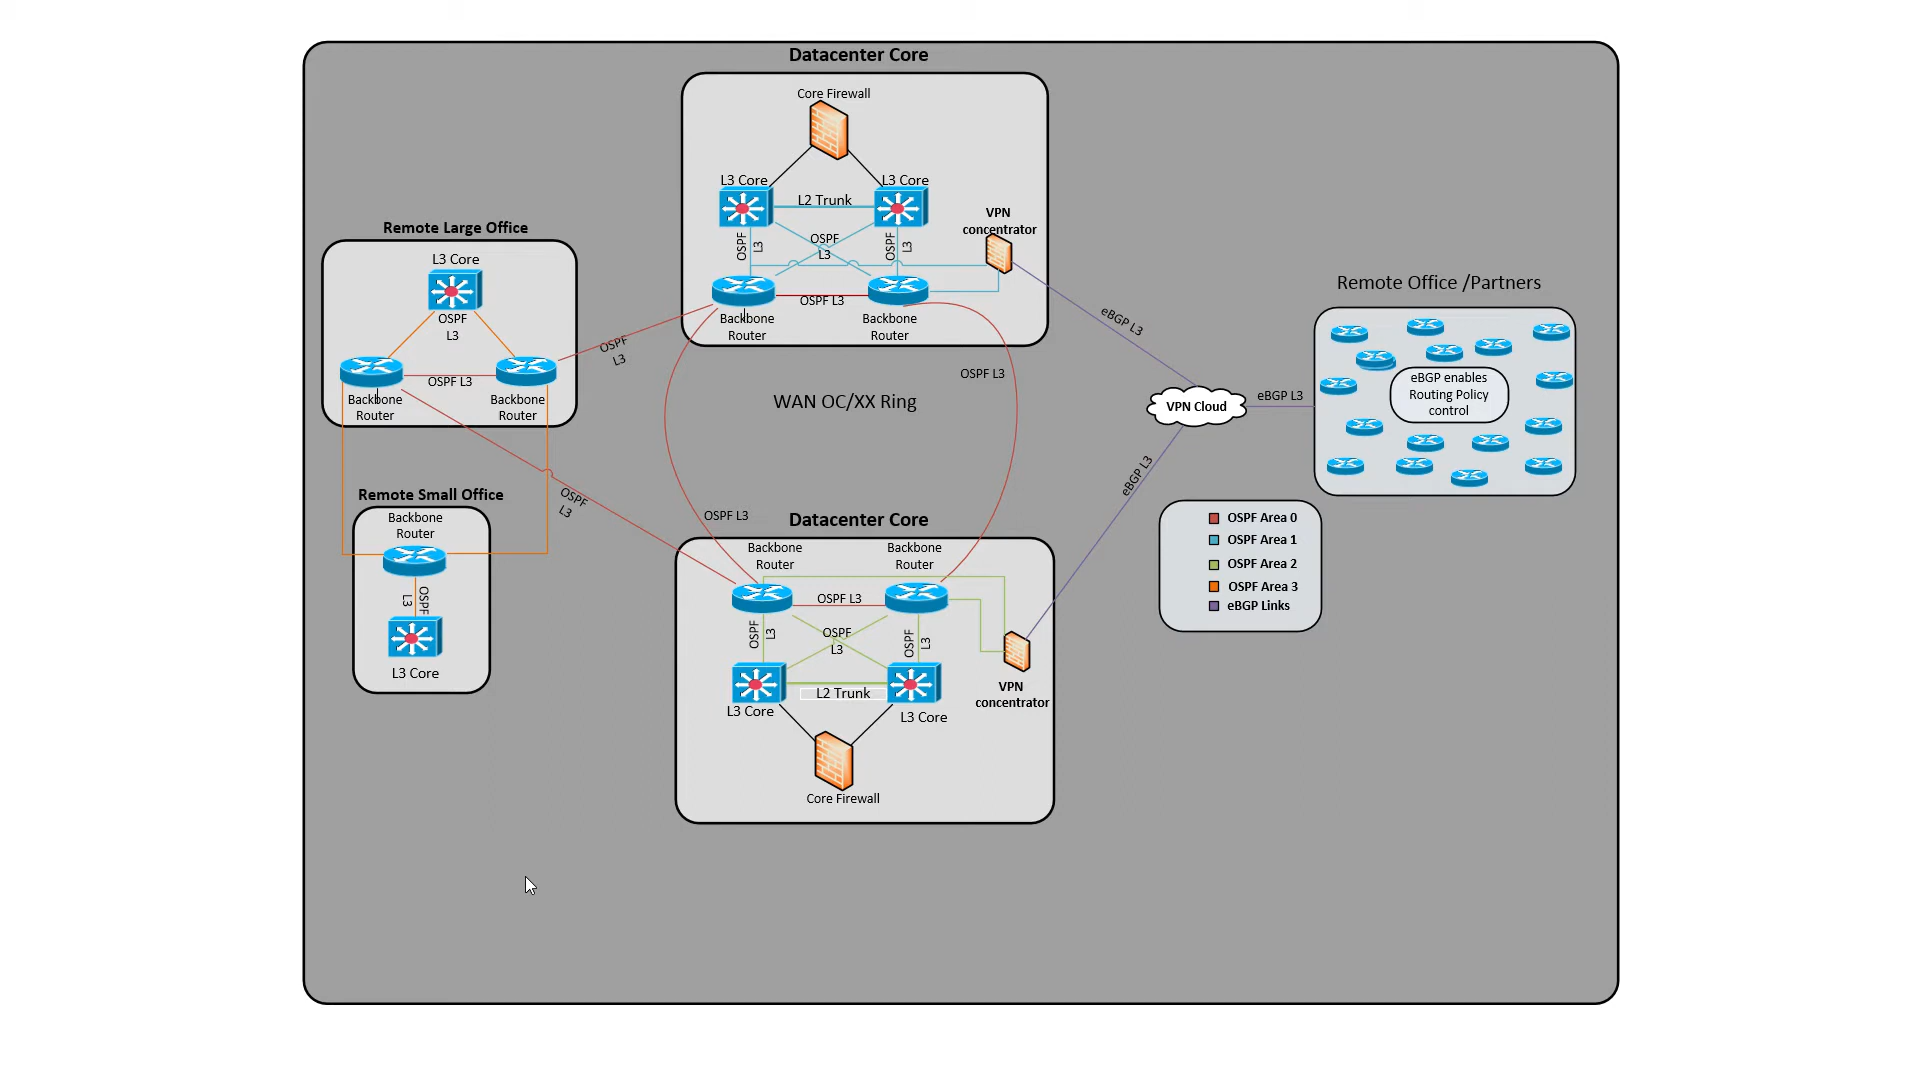 Datacenter Core
Core Firewall
L3 Core
L3 Core
L2 Trunk
VPN
concentrator
OSPF
L3
OSPF
L3
OSPF
L3
OSPF L3
Backbone
Router
Backbone
Router
Remote Large Office
L3 Core
OSPF
L3
OSPF L3
Backbone
Router
Backbone
Router
OSPF
L3
OSPF
L3
OSPF L3
OSPF L3
WAN OC/XX Ring
eBGP L3
VPN Cloud
eBGP L3
eBGP L3
Remote Office /Partners
eBGP enables
Routing Policy
control
Remote Small Office
Backbone
Router
OSPF
L3
L3 Core
Datacenter Core
Backbone
Router
Backbone
Router
OSPF L3
OSPF
L3
OSPF
L3
OSPF
L3
L2 Trunk
L3 Core
L3 Core
VPN
concentrator
Core Firewall
OSPF Area 0
OSPF Area 1
OSPF Area 2
OSPF Area 3
eBGP Links